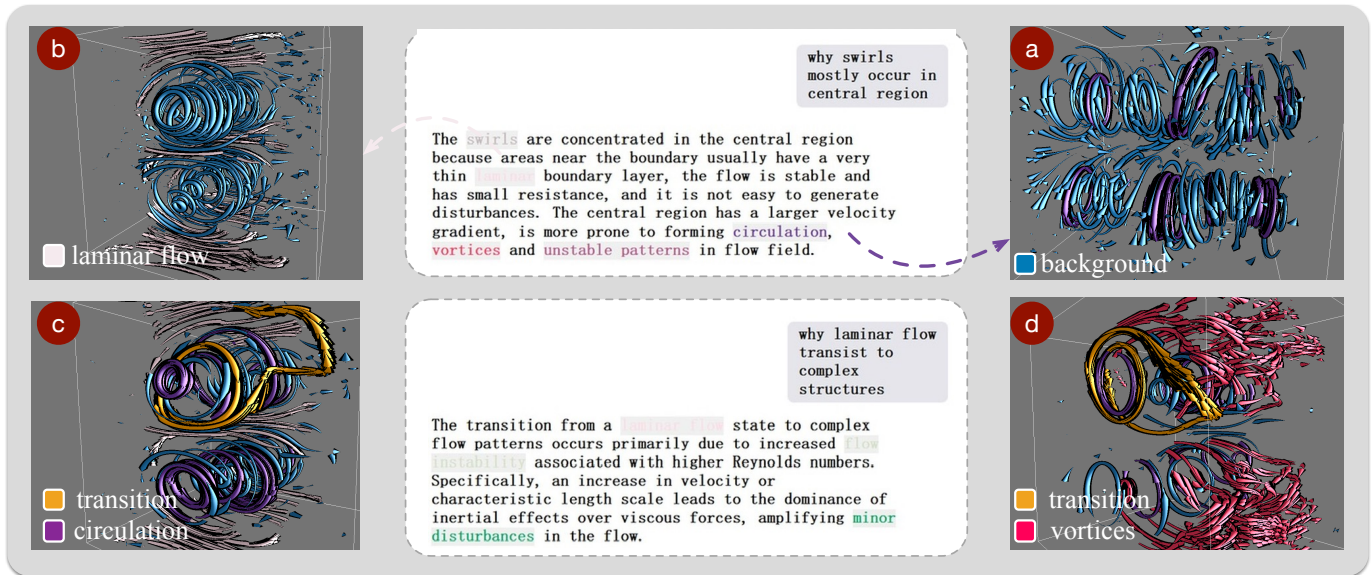 b
laminar flow
why swirls
mostly occur in
central region
The swirls are concentrated in the central region
because areas near the boundary usually have a very
thin laminar boundary layer, the flow is stable and
has small resistance, and it is not easy to generate
disturbances. The central region has a larger velocity
gradient, is more prone to forming circulation,
vortices and unstable patterns in flow field.
a
background
c
transition
circulation
why laminar flow
transist to
complex
structures
The transition from a laminar flow state to complex
flow patterns occurs primarily due to increased flow
instability associated with higher Reynolds numbers.
Specifically, an increase in velocity or
characteristic length scale leads to the dominance of
inertial effects over viscous forces, amplifying minor
disturbances in the flow.
d
transition
vortices